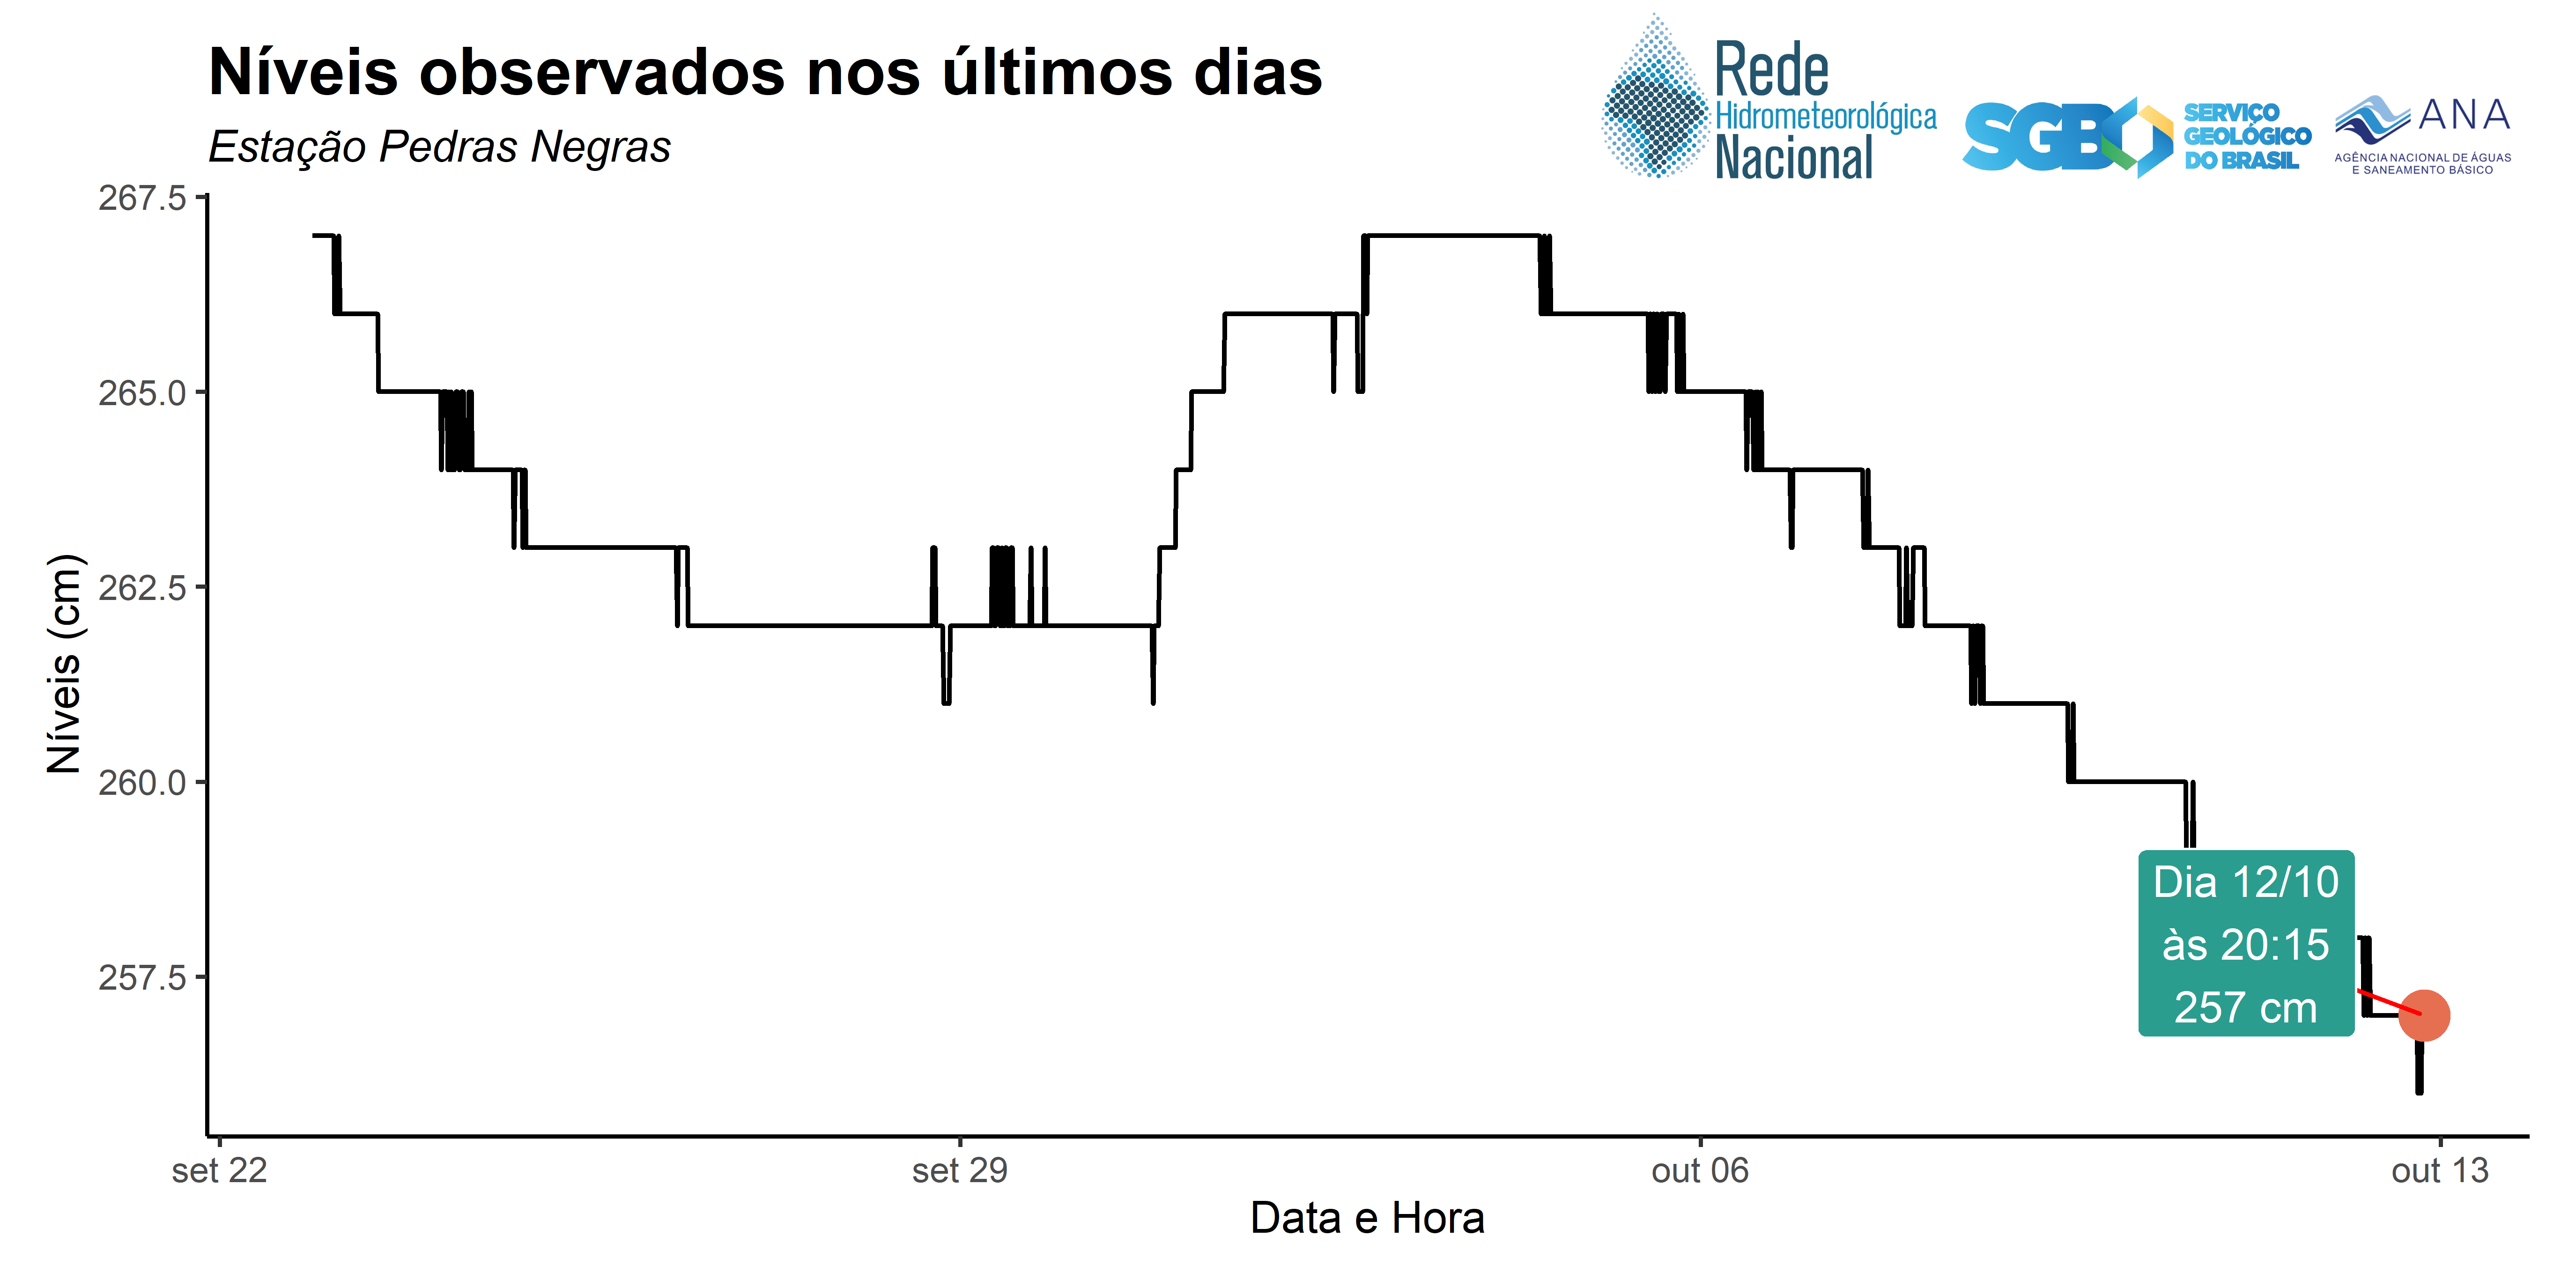 Níveis observados nos últimos dias
Estação Pedras Negras
Rede
Hidrometeorológica
Nacional
SGB
SERVIÇO
GEOLÓGICO
DO BRASIL
ANA
AGÊNCIA NACIONAL DE ÁGUAS
E SANEAMENTO BÁSICO
Níveis (cm)
267.5
265.0
262.5
260.0
257.5
Dia 12/10
às 20:15
257 cm
set 22
set 29
out 06
out 13
Data e Hora